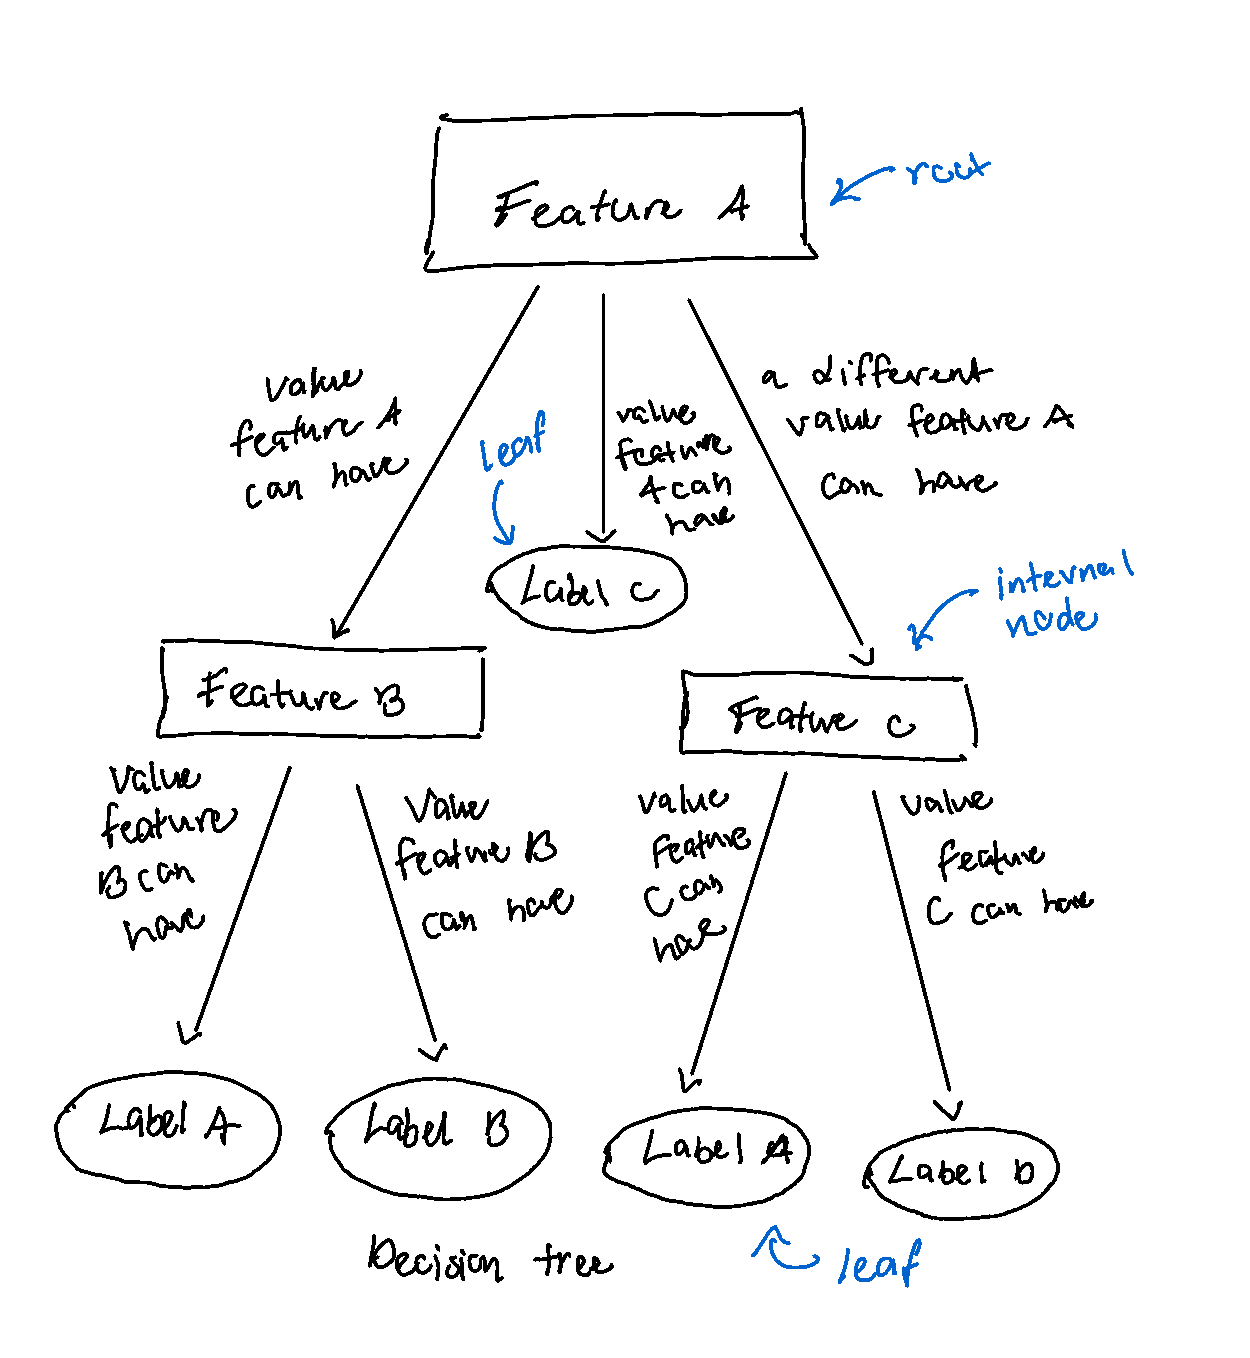 Feature A
root
value
feature A
can have
leaf
value
feature
A can
have
a different
value feature A
can have
Label C
internal
node
Feature B
Feature C
value
feature
B can
have
value
feature B
can have
value
feature
C can
have
value
feature
C can have
Label A
Label B
Label A
Label D
Decision tree
leaf